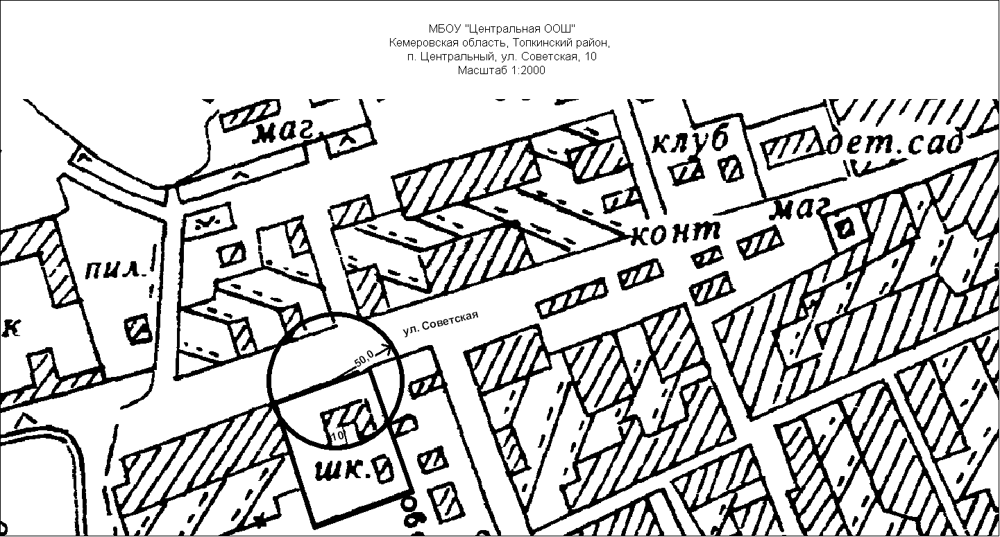 МБОУ "Центральная ООШ"
Кемеровская область, Топкинский район,
п. Центральный, ул. Советская, 10
Масштаб 1:2000
маг.
клуб
дет.сад
маг
конт
пил.
к
ул. Советская
50.0
10
шк.